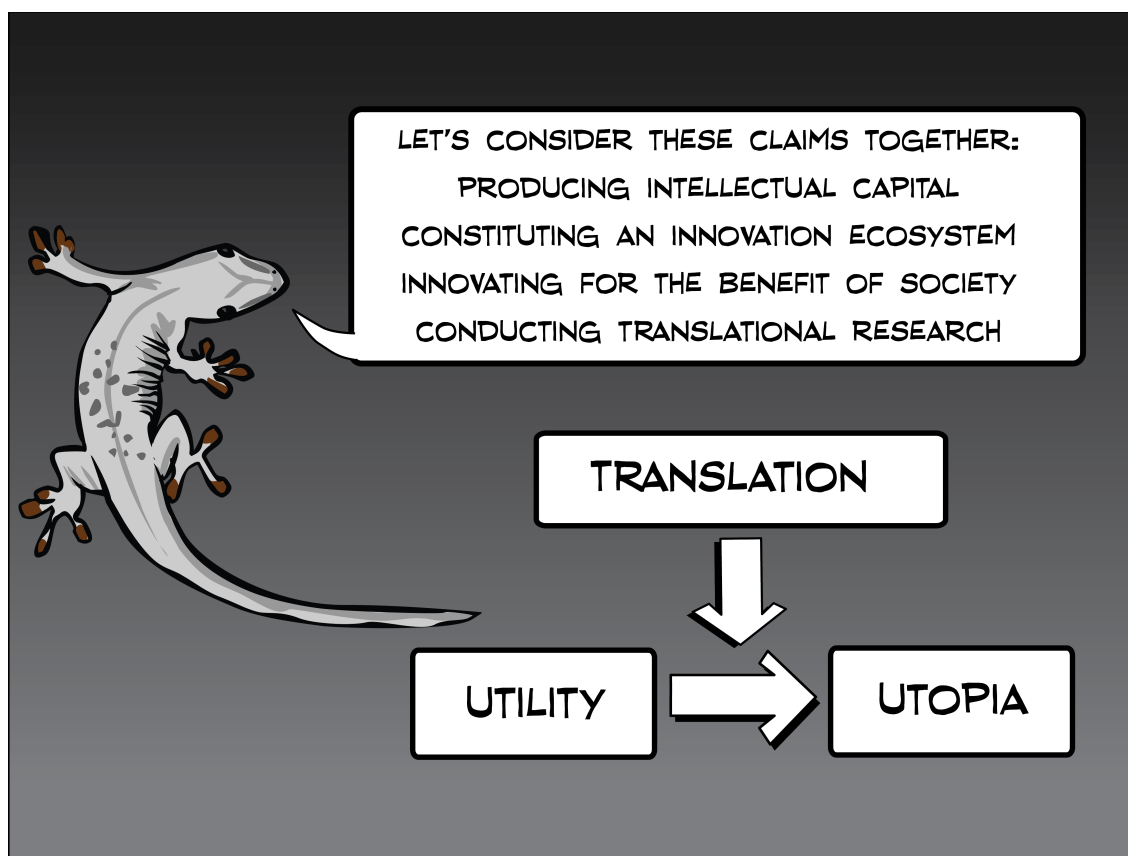 LET'S CONSIDER THESE CLAIMS TOGETHER:
PRODUCING INTELLECTUAL CAPITAL
CONSTITUTING AN INNOVATION ECOSYSTEM
INNOVATING FOR THE BENEFIT OF SOCIETY
CONDUCTING TRANSLATIONAL RESEARCH
TRANSLATION
UTILITY
UTOPIA